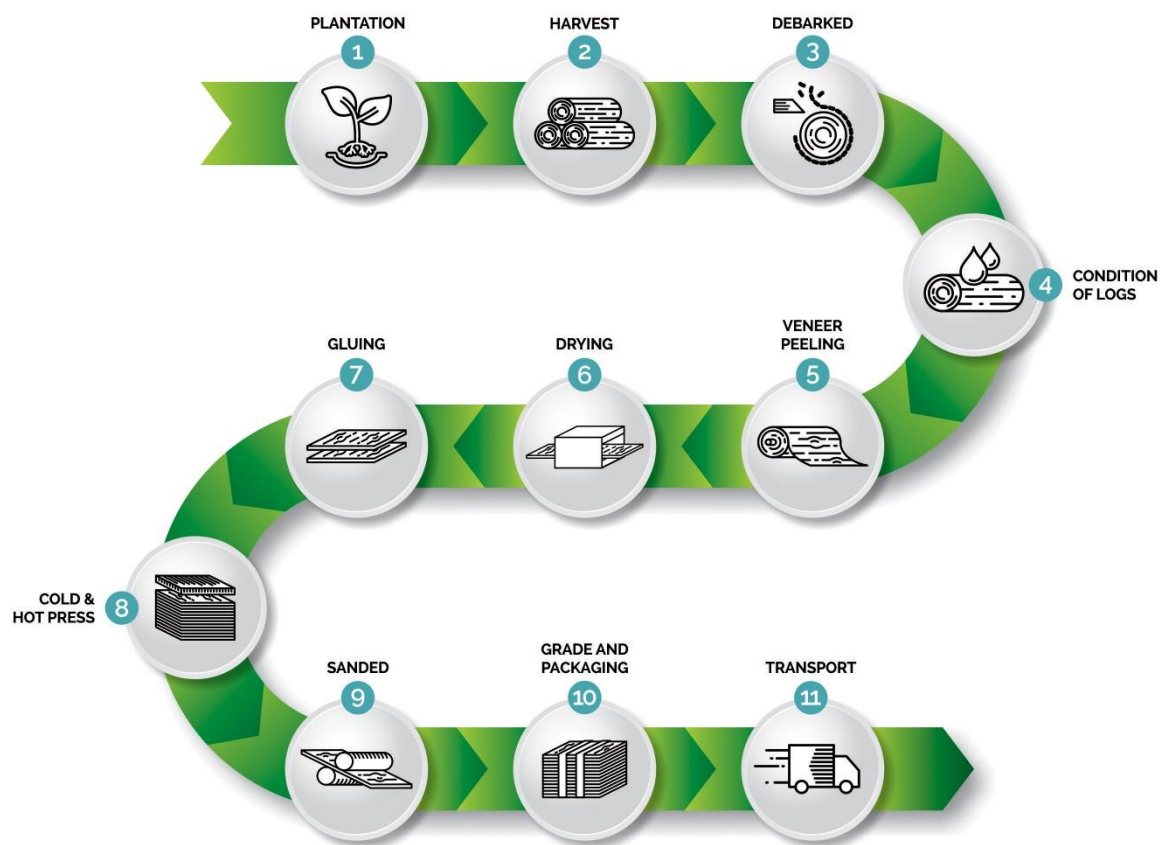 PLANTATION
1
HARVEST
2
DEBARKED
3
4
CONDITION
OF LOGS
VENEER
PEELING
5
DRYING
6
GLUING
7
COLD &
HOT PRESS
8
SANDED
9
GRADE AND
PACKAGING
10
TRANSPORT
11